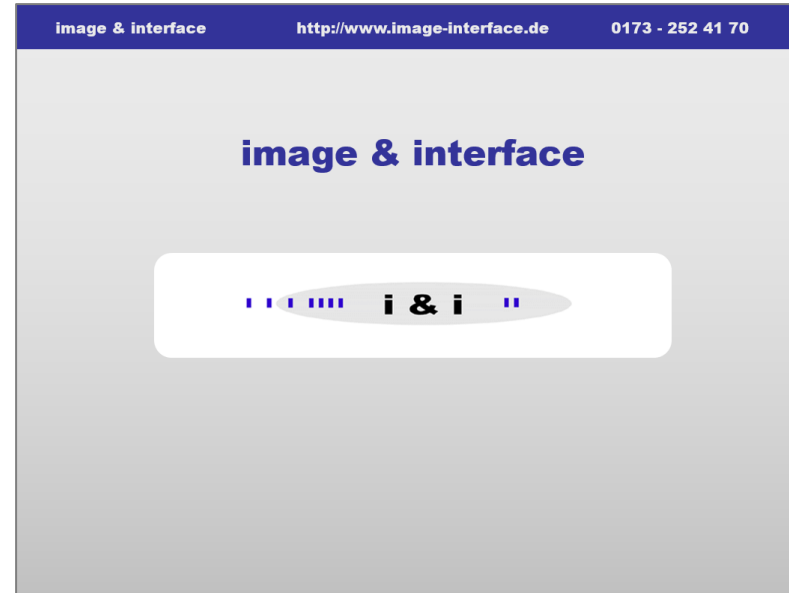 image & interface http://www.image-interface.de 0173 - 252 41 70
image & interface
i & i